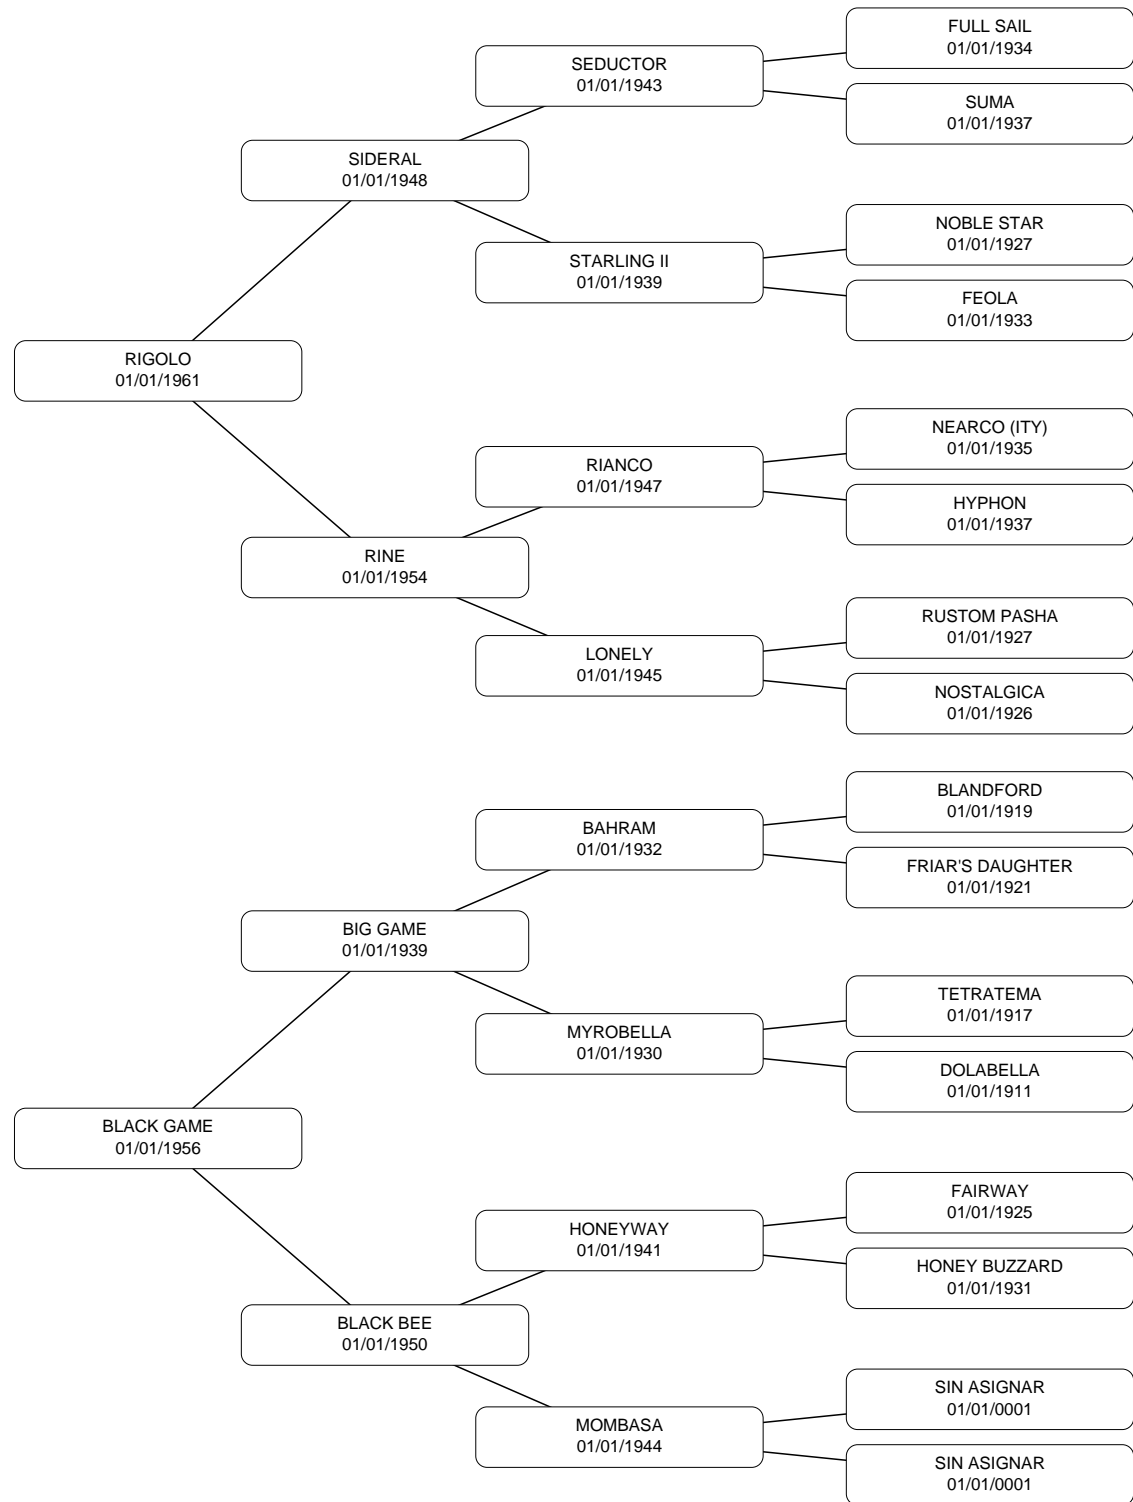 FULL SAIL
01/01/1934
SEDUCTOR
01/01/1943
SUMA
01/01/1937
SIDERAL
01/01/1948
NOBLE STAR
01/01/1927
STARLING II
01/01/1939
FEOLA
01/01/1933
RIGOLO
01/01/1961
NEARCO (ITY)
01/01/1935
RIANCO
01/01/1947
HYPHON
01/01/1937
RINE
01/01/1954
RUSTOM PASHA
01/01/1927
LONELY
01/01/1945
NOSTALGICA
01/01/1926
BLANDFORD
01/01/1919
BAHRAM
01/01/1932
FRIAR'S DAUGHTER
01/01/1921
BIG GAME
01/01/1939
TETRATEMA
01/01/1917
MYROBELLA
01/01/1930
DOLABELLA
01/01/1911
BLACK GAME
01/01/1956
FAIRWAY
01/01/1925
HONEYWAY
01/01/1941
HONEY BUZZARD
01/01/1931
BLACK BEE
01/01/1950
SIN ASIGNAR
01/01/0001
MOMBASA
01/01/1944
SIN ASIGNAR
01/01/0001